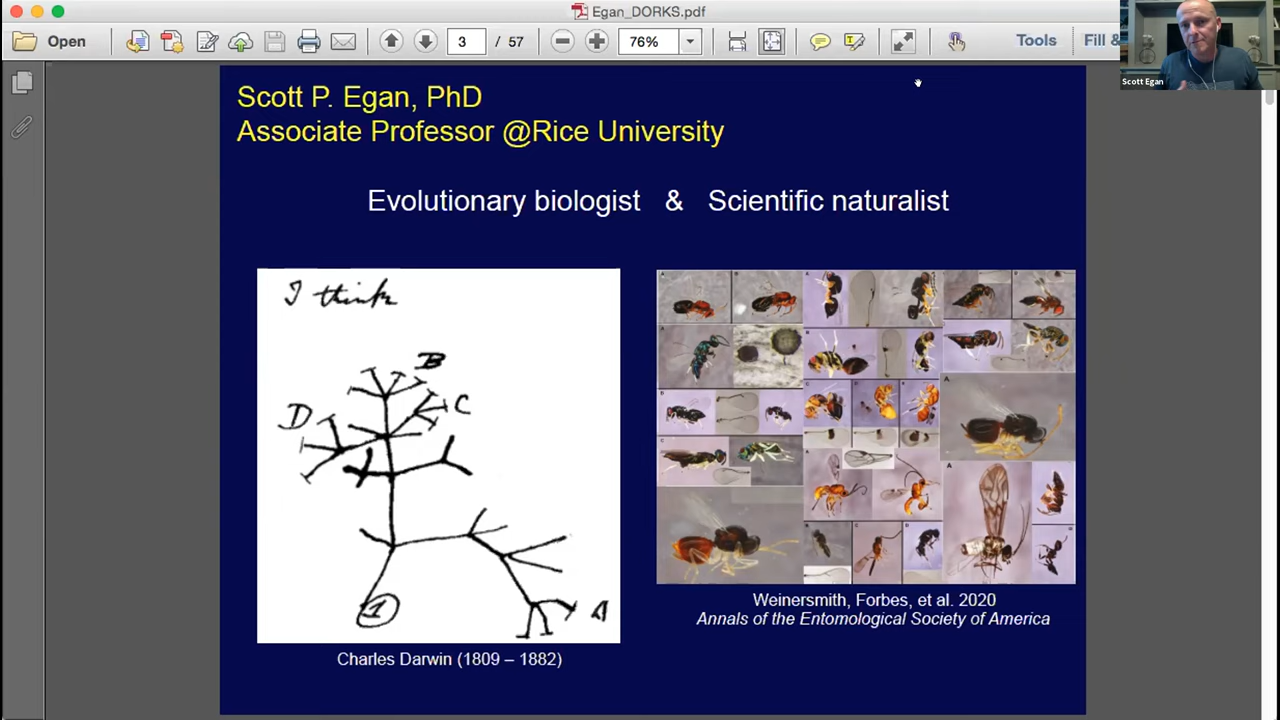 Egan_DORKS.pdf
Open
3 / 57
76%
Tools
Fill &
Scott Egan
Scott P. Egan, PhD
Associate Professor @Rice University
Evolutionary biologist & Scientific naturalist
I think
B
C
D
A
1
Charles Darwin (1809 – 1882)
Weinersmith, Forbes, et al. 2020
Annals of the Entomological Society of America